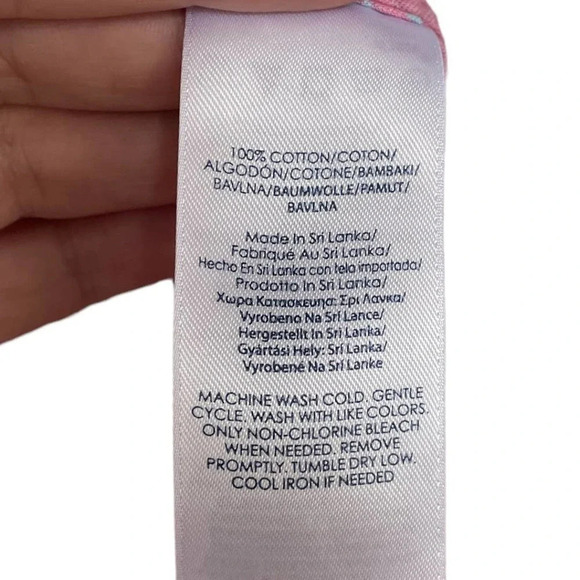 100% COTTON/COTON/
ALGODÓN/COTONE/BAMBAKI/
BAVLNA/BAUMWOLLE/PAMUT/
BAVLNA
Made In Sri Lanka/
Fabriqué Au Sri Lanka/
Hecho En Sri Lanka con tela importada/
Prodotto In Sri Lanka/
Χωρα Κατασκευης: Σρι Λανκα/
Vyrobeno Na Srí Lance/
Hergestellt In Sri Lanka/
Gyártási Hely: Srí Lanka/
Vyrobené Na Srí Lanke
MACHINE WASH COLD. GENTLE
CYCLE. WASH WITH LIKE COLORS.
ONLY NON-CHLORINE BLEACH
WHEN NEEDED. REMOVE
PROMPTLY. TUMBLE DRY LOW.
COOL IRON IF NEEDED